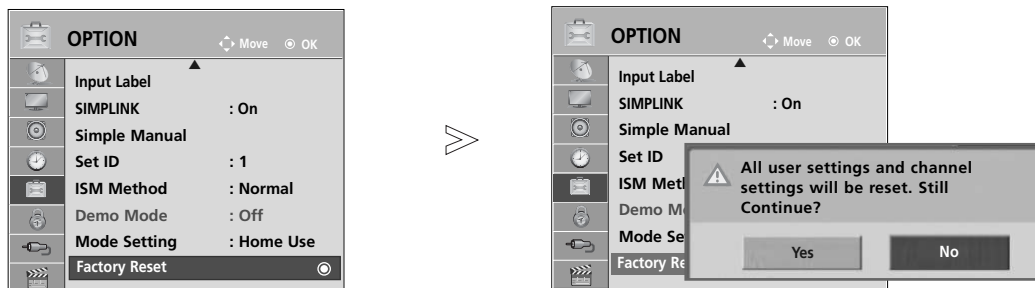 OPTION
Move OK
Input Label
SIMPLINK : On
Simple Manual
Set ID : 1
ISM Method : Normal
Demo Mode : Off
Mode Setting : Home Use
Factory Reset
OPTION
Move OK
Input Label
SIMPLINK : On
Simple Manual
Set ID
ISM Meth
Demo M
Mode Se
Factory Re
All user settings and channel
settings will be reset. Still
Continue?
Yes No